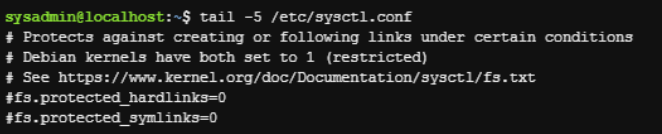 sysadmin@localhost:~$ tail -5 /etc/sysctl.conf
# Protects against creating or following links under certain conditions
# Debian kernels have both set to 1 (restricted)
# See https://www.kernel.org/doc/Documentation/sysctl/fs.txt
#fs.protected_hardlinks=0
#fs.protected_symlinks=0